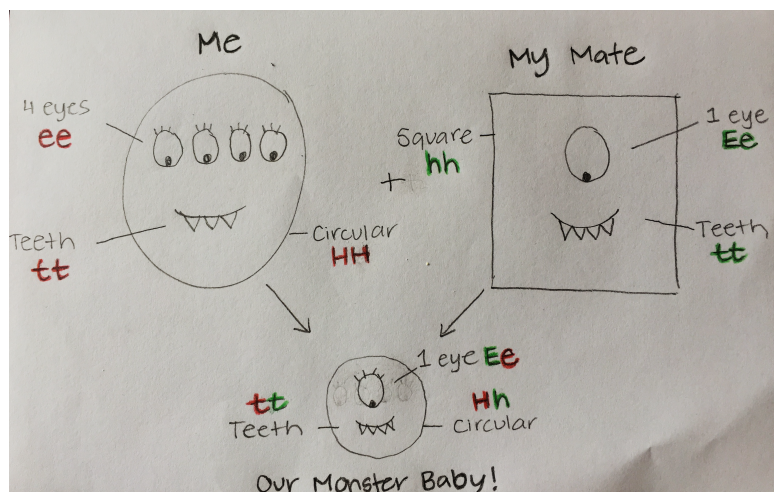 Me
My Mate
4 eyes
ee
Teeth
tt
Circular
HH
+
Square
hh
1 eye
Ee
Teeth
tt
1 eye Ee
tt
Teeth
Hh
Circular
Our Monster Baby!